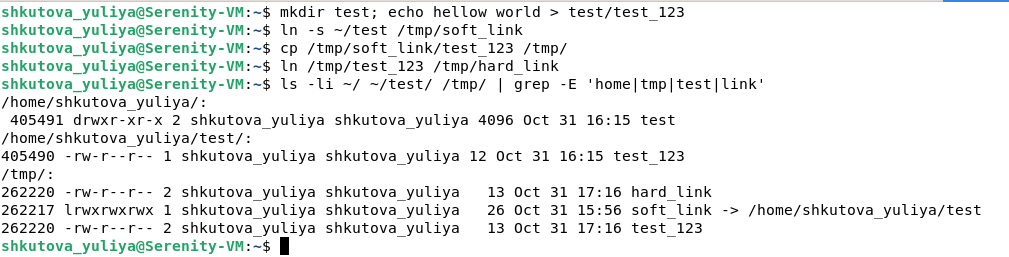 shkutova_yuliya@Serenity-VM:~$ mkdir test; echo hellow world > test/test_123
shkutova_yuliya@Serenity-VM:~$ ln -s ~/test /tmp/soft_link
shkutova_yuliya@Serenity-VM:~$ cp /tmp/soft_link/test_123 /tmp/
shkutova_yuliya@Serenity-VM:~$ ln /tmp/test_123 /tmp/hard_link
shkutova_yuliya@Serenity-VM:~$ ls -li ~/ ~/test/ /tmp/ | grep -E 'home|tmp|test|link'
/home/shkutova_yuliya/:
 405491 drwxr-xr-x 2 shkutova_yuliya shkutova_yuliya 4096 Oct 31 16:15 test
/home/shkutova_yuliya/test/:
405490 -rw-r--r-- 1 shkutova_yuliya shkutova_yuliya 12 Oct 31 16:15 test_123
/tmp/:
262220 -rw-r--r-- 2 shkutova_yuliya shkutova_yuliya   13 Oct 31 17:16 hard_link
262217 lrwxrwxrwx 1 shkutova_yuliya shkutova_yuliya   26 Oct 31 15:56 soft_link -> /home/shkutova_yuliya/test
262220 -rw-r--r-- 2 shkutova_yuliya shkutova_yuliya   13 Oct 31 17:16 test_123
shkutova_yuliya@Serenity-VM:~$